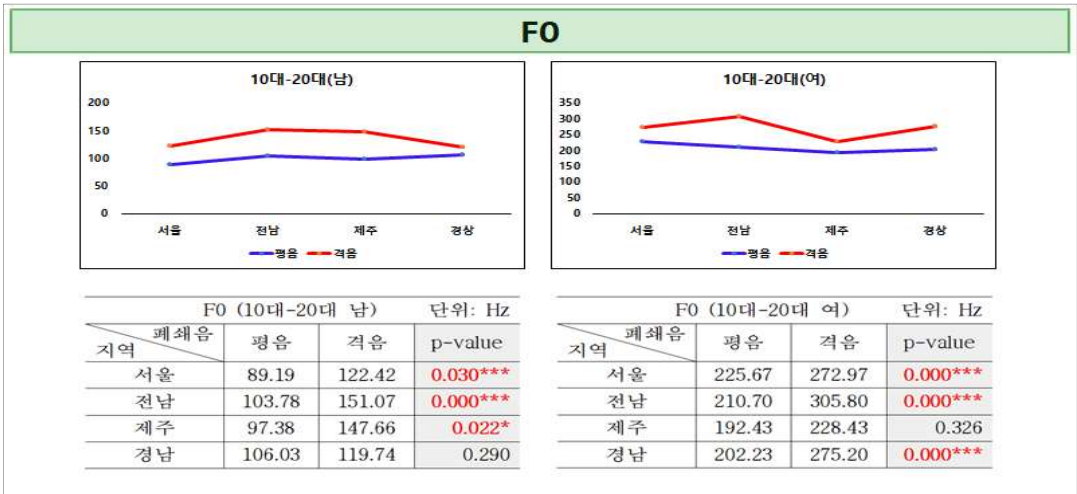 F0
10대-20대(남)
200
150
100
50
0
서울 전남 제주 경상
평음 격음
10대-20대(여)
350
300
250
200
150
100
50
0
서울 전남 제주 경상
평음 격음
F0 (10대-20대 남) 단위: Hz
폐쇄음
지역 평음 격음 p-value
서울 89.19 122.42 0.030***
전남 103.78 151.07 0.000***
제주 97.38 147.66 0.022*
경남 106.03 119.74 0.290
F0 (10대-20대 여) 단위: Hz
폐쇄음
지역 평음 격음 p-value
서울 225.67 272.97 0.000***
전남 210.70 305.80 0.000***
제주 192.43 228.43 0.326
경남 202.23 275.20 0.000***